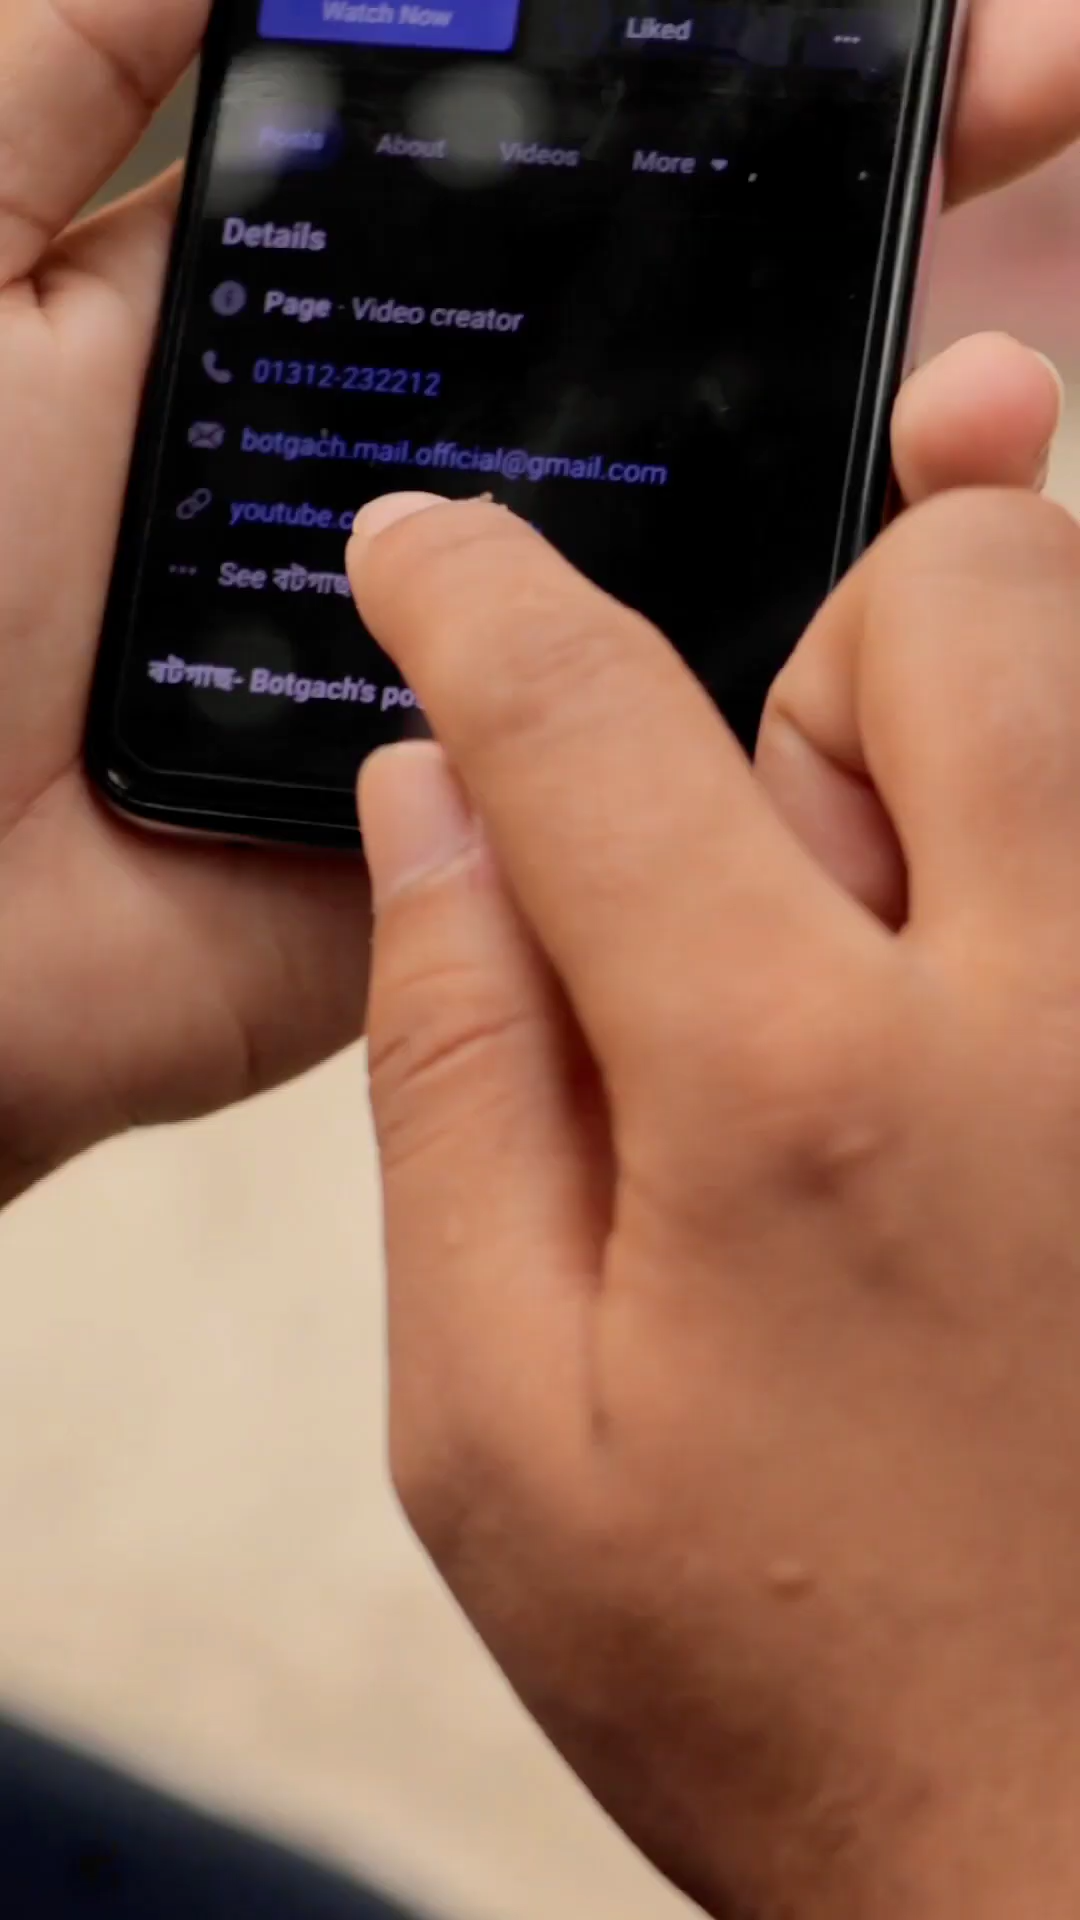 Watch Now
Liked
Posts About Videos More
Details
Page · Video creator
01312-232212
botgach.mail.official@gmail.com
youtube.c
See বটগাছ
বটগাছ- Botgach's po